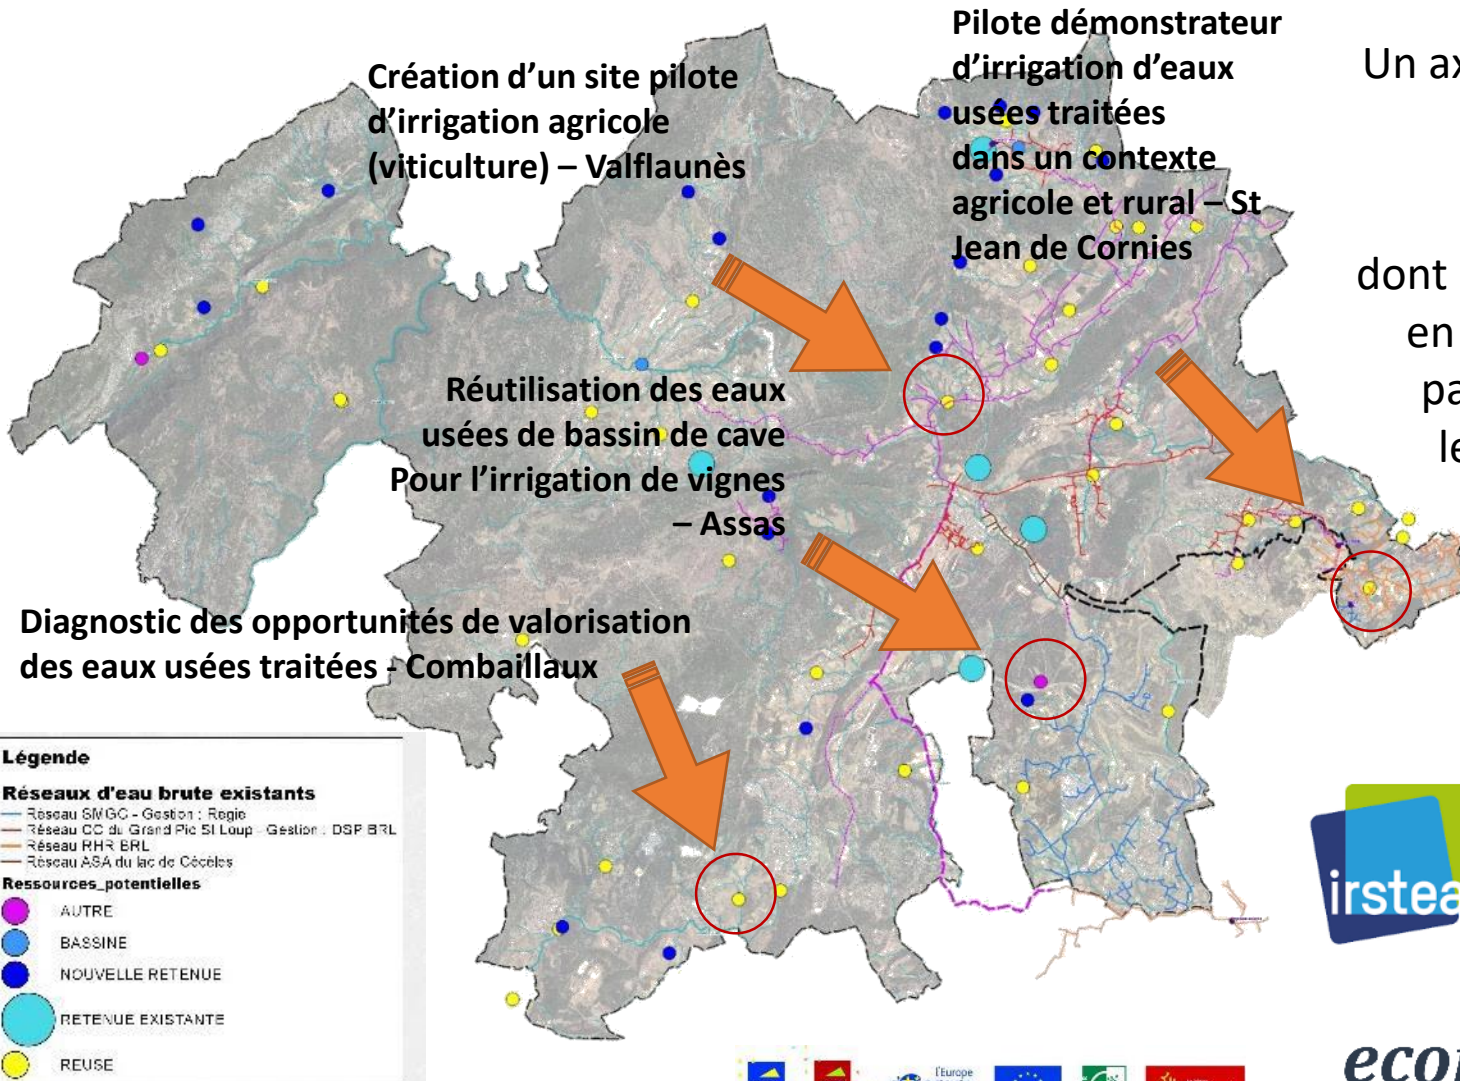 Création d’un site pilote
d’irrigation agricole
(viticulture) – Valflaunès
Pilote démonstrateur
d’irrigation d’eaux
usées traitées
dans un contexte
agricole et rural – St
Jean de Cornies
Un ax
dont
en
pa
le
Réutilisation des eaux
usées de bassin de cave
Pour l’irrigation de vignes
– Assas
Diagnostic des opportunités de valorisation
des eaux usées traitées - Combaillaux
Légende
Réseaux d'eau brute existants
Réseau SMGC - Gestion : Régie
Réseau CC du Grand Pic St Loup - Gestion : DSP BRL
Réseau RHR BRL
Réseau ASA du lac de Cécélès
Ressources_potentielles
AUTRE
BASSINE
NOUVELLE RETENUE
RETENUE EXISTANTE
REUSE
irstea
l'Europe
econ